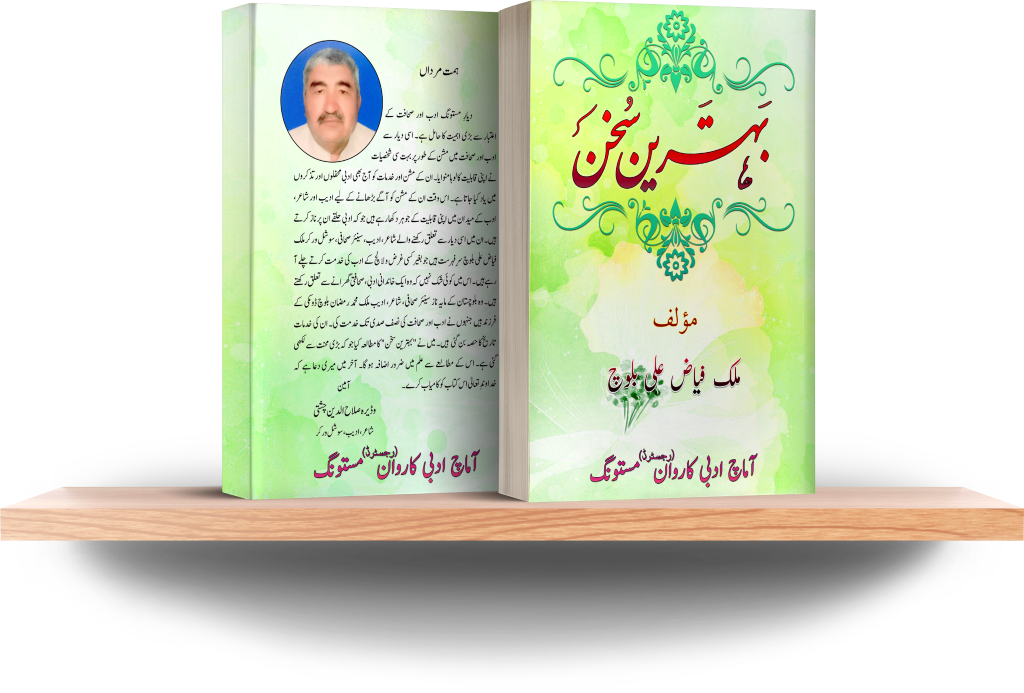 ہمت مرداں
دیار مستونگ ادب اور صحافت کے
اعتبار سے بڑی اہمیت کا حامل ہے۔ اسی دیار سے
ادب اور صحافت میں مشن کے طور پر بہت سی شخصیات
نے اپنی قابلیت کا لوہا منوایا۔ ان کے مشن اور خدمات کو آج بھی ادبی محفلوں اور تذکروں
میں یاد کیا جاتا ہے۔ اس وقت ان کے مشن کو آگے بڑھانے کے لیے ادیب اور شاعر،
ادب کے میدان میں اپنی قابلیت کے جوہر دکھا رہے ہیں جو کہ ادبی حلقے ان پر ناز کرتے
ہیں۔ ان میں اسی دیار سے تعلق رکھنے والے شاعر، ادیب، سینئر صحافی، سوشل ورکر ملک
فیاض علی بلوچ سرفہرست ہیں جو بغیر کسی غرض و لالچ کے ادب کی خدمت کرتے چلے آ
رہے ہیں۔ اس میں کوئی شک نہیں کہ وہ ایک خاندانی ادبی، صحافتی گھرانے سے تعلق رکھتے
ہیں۔ وہ بلوچستان کے مایہ ناز سینئر صحافی، شاعر، ادیب ملک محمد رمضان بلوچ ڈومکی کے
فرزند ہیں جنہوں نے ادب اور صحافت کی نصف صدی تک خدمت کی۔ ان کی خدمات
تاریخ کا حصہ بن گئی ہیں۔ میں نے "بہترین سخن" کا مطالعہ کیا جو کہ بڑی محنت سے لکھی
گئی ہے۔ اس کے مطالعے سے علم میں ضرور اضافہ ہوگا۔ آخر میں میری دعا ہے کہ
خداوند تعالیٰ اس کتاب کو کامیاب کرے۔ آمین
وڈیرہ صلاح الدین چشتی
شاعر، ادیب، سوشل ورکر
آماچ ادبی کاروان (رجسٹرڈ) مستونگ
بہترین سخن
مؤلف
ملک فیاض علی بلوچ
آماچ ادبی کاروان (رجسٹرڈ) مستونگ